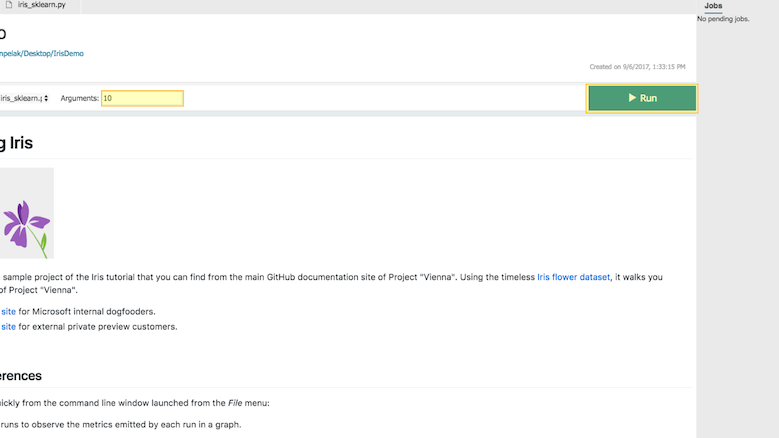 iris_sklearn.py
Jobs
No pending jobs.
npelak/Desktop/IrisDemo
Created on 9/6/2017, 1:33:15 PM
iris_sklearn.p Arguments: 10 Run
g Iris
sample project of the Iris tutorial that you can find from the main GitHub documentation site of Project "Vienna". Using the timeless Iris flower dataset, it walks you
of Project "Vienna".
site for Microsoft internal dogfooders.
site for external private preview customers.
erences
uickly from the command line window launched from the File menu:
runs to observe the metrics emitted by each run in a graph.